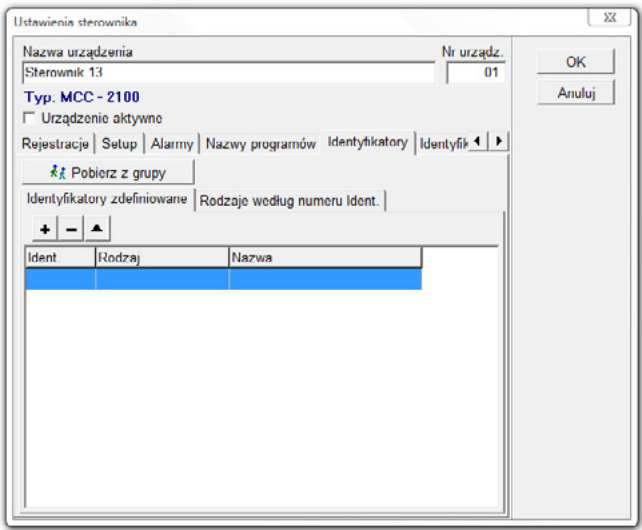 Ustawienia sterownika
Nazwa urządzenia Nr urządz.
Sterownik 13 01
OK
Typ. MCC - 2100
Anuluj
Urządzenie aktywne
Rejestracje Setup Alarmy Nazwy programów Identyfikatory Identyfik
Pobierz z grupy
Identyfikatory zdefiniowane Rodzaje według numeru Ident.
+ −
Ident. Rodzaj Nazwa